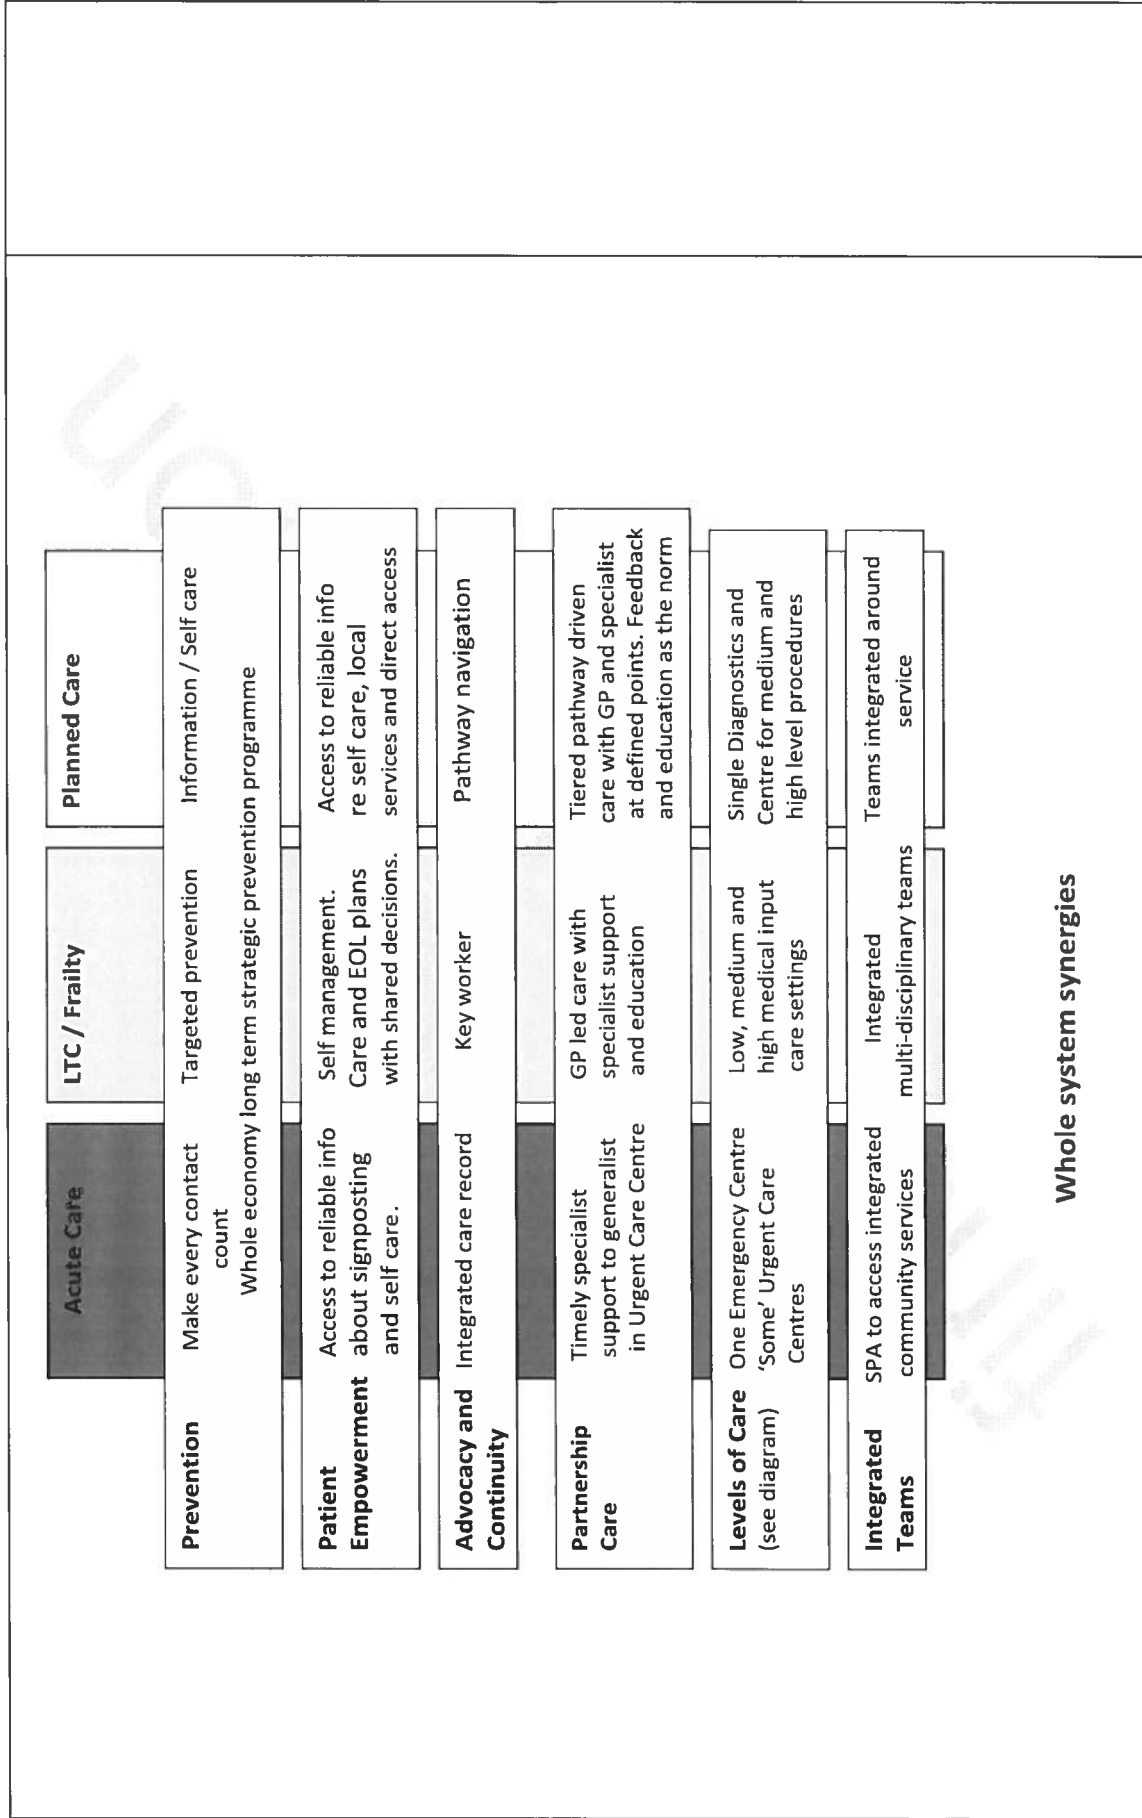 Acute Care
LTC / Frailty
Planned Care
Prevention
Make every contact
count
Targeted prevention
Information / Self care
Whole economy long term strategic prevention programme
Patient
Empowerment
Access to reliable info
about signposting
and self care.
Self management.
Care and EOL plans
with shared decisions.
Access to reliable info
re self care, local
services and direct access
Advocacy and
Continuity
Integrated care record
Key worker
Pathway navigation
Partnership
Care
Timely specialist
support to generalist
in Urgent Care Centre
GP led care with
specialist support
and education
Tiered pathway driven
care with GP and specialist
at defined points. Feedback
and education as the norm
Levels of Care
(see diagram)
One Emergency Centre
'Some' Urgent Care
Centres
Low, medium and
high medical input
care settings
Single Diagnostics and
Centre for medium and
high level procedures
Integrated
Teams
SPA to access integrated
community services
Integrated
multi-disciplinary teams
Teams integrated around
service
Whole system synergies